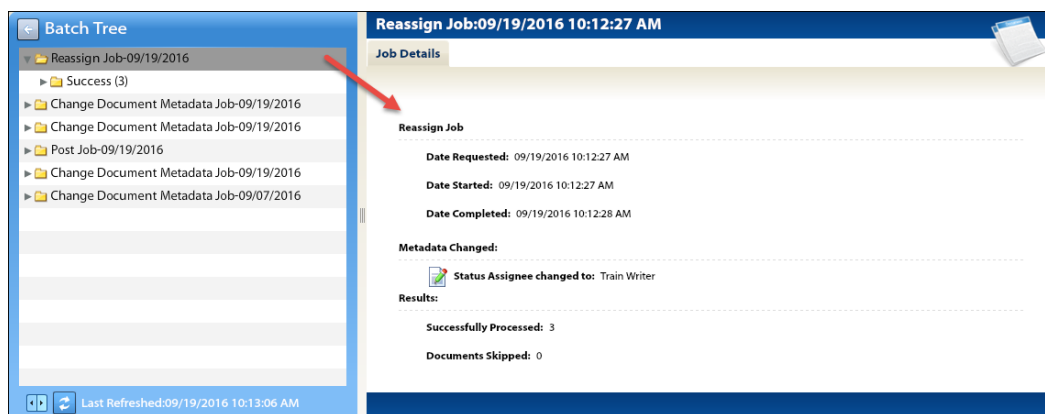 Batch Tree
Reassign Job-09/19/2016
Success (3)
Change Document Metadata Job-09/19/2016
Change Document Metadata Job-09/19/2016
Post Job-09/19/2016
Change Document Metadata Job-09/19/2016
Change Document Metadata Job-09/07/2016
Last Refreshed:09/19/2016 10:13:06 AM
Reassign Job:09/19/2016 10:12:27 AM
Job Details
Reassign Job
Date Requested: 09/19/2016 10:12:27 AM
Date Started: 09/19/2016 10:12:27 AM
Date Completed: 09/19/2016 10:12:28 AM
Metadata Changed:
Status Assignee changed to: Train Writer
Results:
Successfully Processed: 3
Documents Skipped: 0